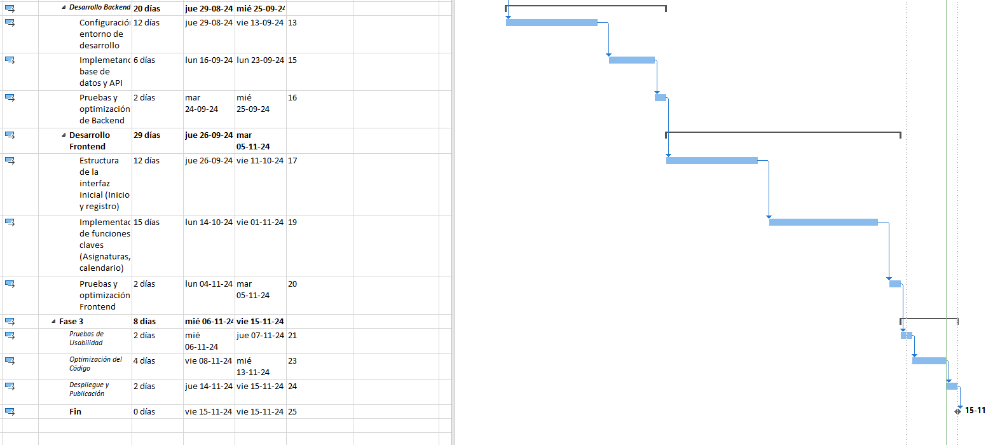 Desarrollo Backend 20 días jue 29-08-24 mié 25-09-24
Configuración 12 días jue 29-08-24 vie 13-09-24 13
entorno de
desarrollo
Implemetanc 6 días lun 16-09-24 lun 23-09-24 15
base de
datos y API
Pruebas y 2 días mar mié 16
optimización 24-09-24 25-09-24
de Backend
Desarrollo 29 días jue 26-09-24 mar
Frontend 05-11-24
Estructura 12 días jue 26-09-24 vie 11-10-24 17
de la
interfaz
inicial (Inicio
y registro)
Implementac 15 días lun 14-10-24 vie 01-11-24 19
de funciones
claves
(Asignaturas,
calendario)
Pruebas y 2 días lun 04-11-24 mar 20
optimización 05-11-24
Frontend
Fase 3 8 días mié 06-11-24 vie 15-11-24
Pruebas de 2 días mié jue 07-11-24 21
Usabilidad 06-11-24
Optimización del 4 días vie 08-11-24 mié 23
Código 13-11-24
Despliegue y 2 días jue 14-11-24 vie 15-11-24 24
Publicación
Fin 0 días vie 15-11-24 vie 15-11-24 25
15-11